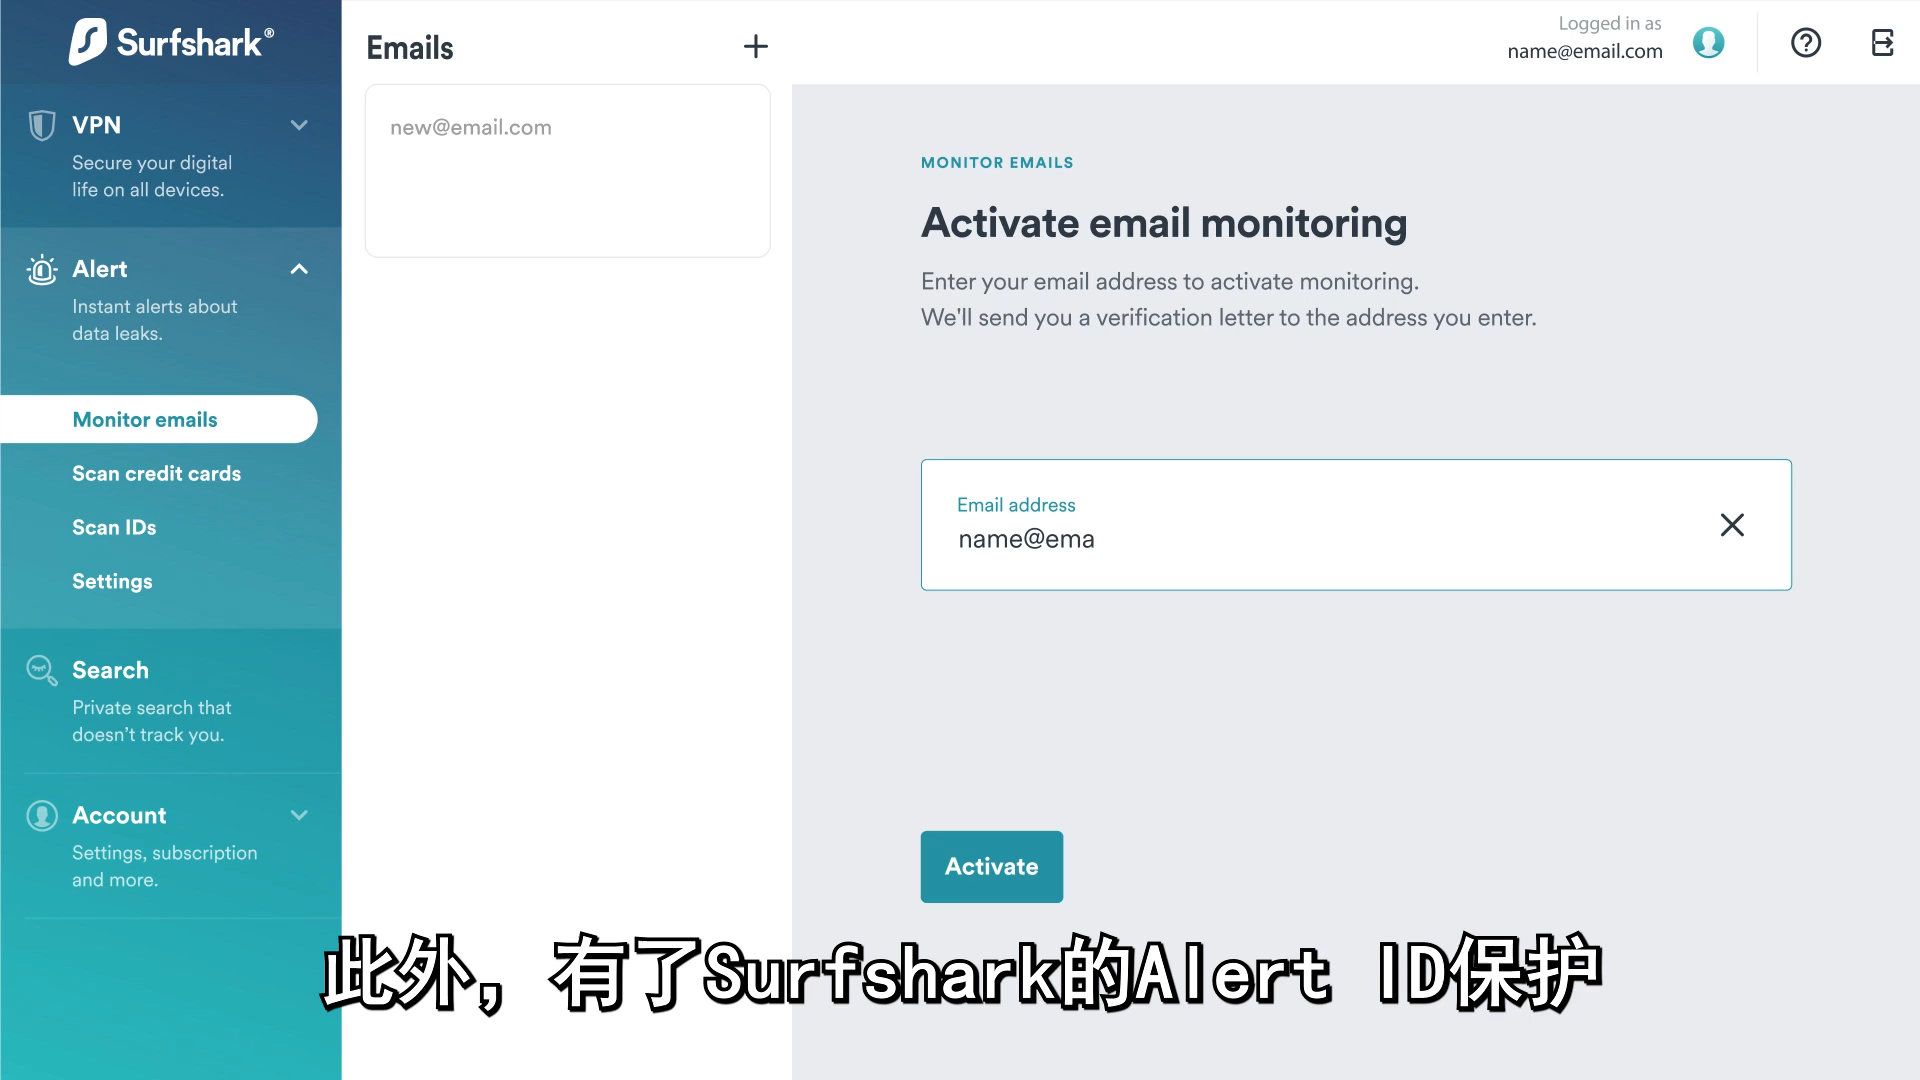 Surfshark®
VPN
Secure your digital
life on all devices.
Alert
Instant alerts about
data leaks.
Monitor emails
Scan credit cards
Scan IDs
Settings
Search
Private search that
doesn't track you.
Account
Settings, subscription
and more.
Emails
new@email.com
Logged in as
name@email.com
MONITOR EMAILS
Activate email monitoring
Enter your email address to activate monitoring.
We'll send you a verification letter to the address you enter.
Email address
name@ema
Activate
此外，有了Surfshark的Alert ID保护